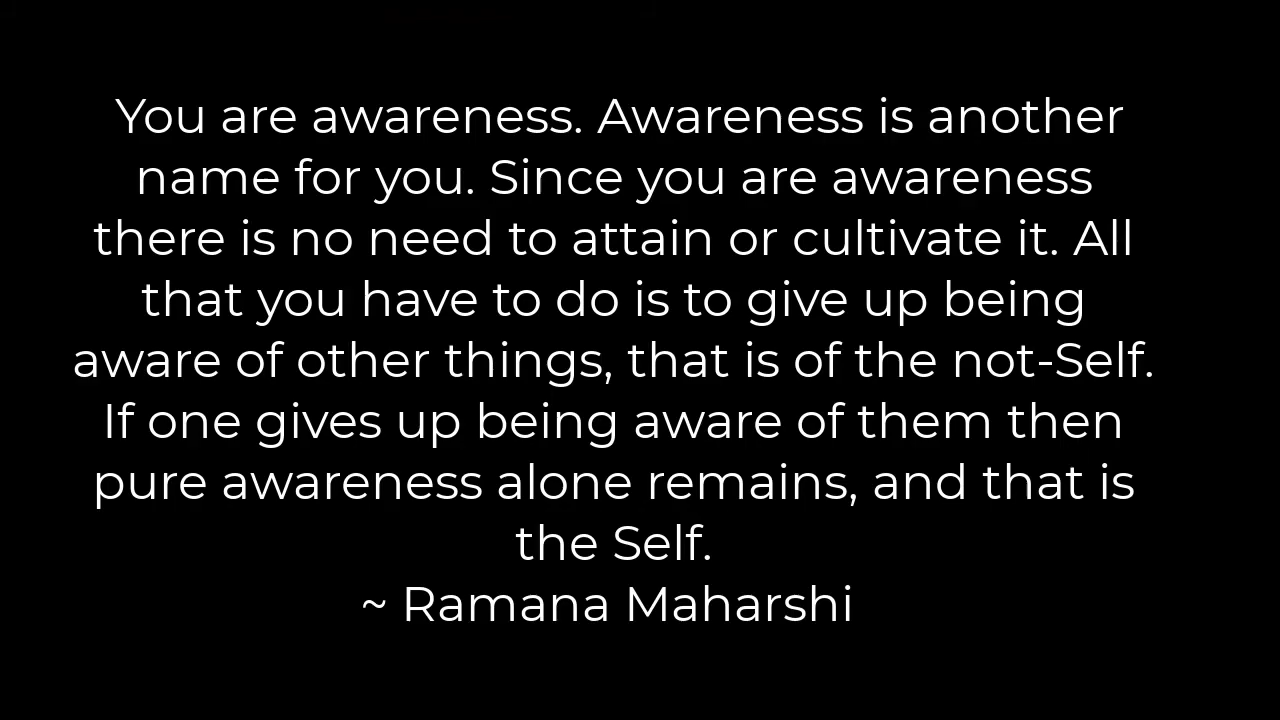 You are awareness. Awareness is another
name for you. Since you are awareness
there is no need to attain or cultivate it. All
that you have to do is to give up being
aware of other things, that is of the not-Self.
If one gives up being aware of them then
pure awareness alone remains, and that is
the Self.
~ Ramana Maharshi